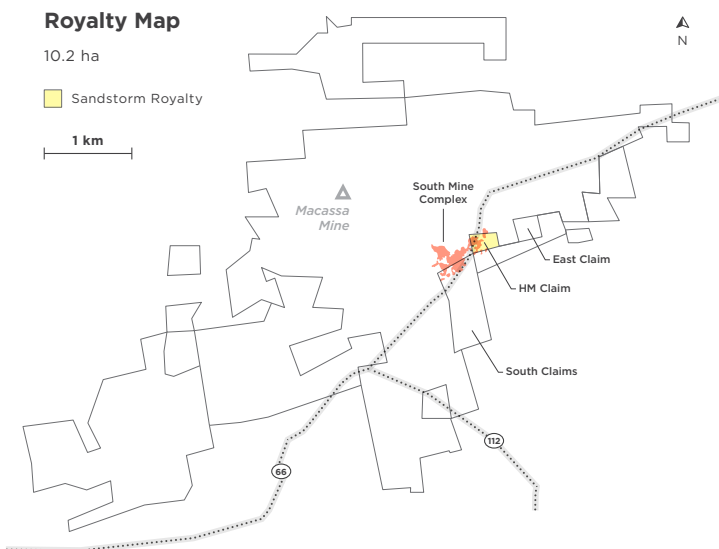 Royalty Map
10.2 ha
Sandstorm Royalty
1 km
N
South Mine
Complex
Macassa
Mine
East Claim
HM Claim
South Claims
112
66